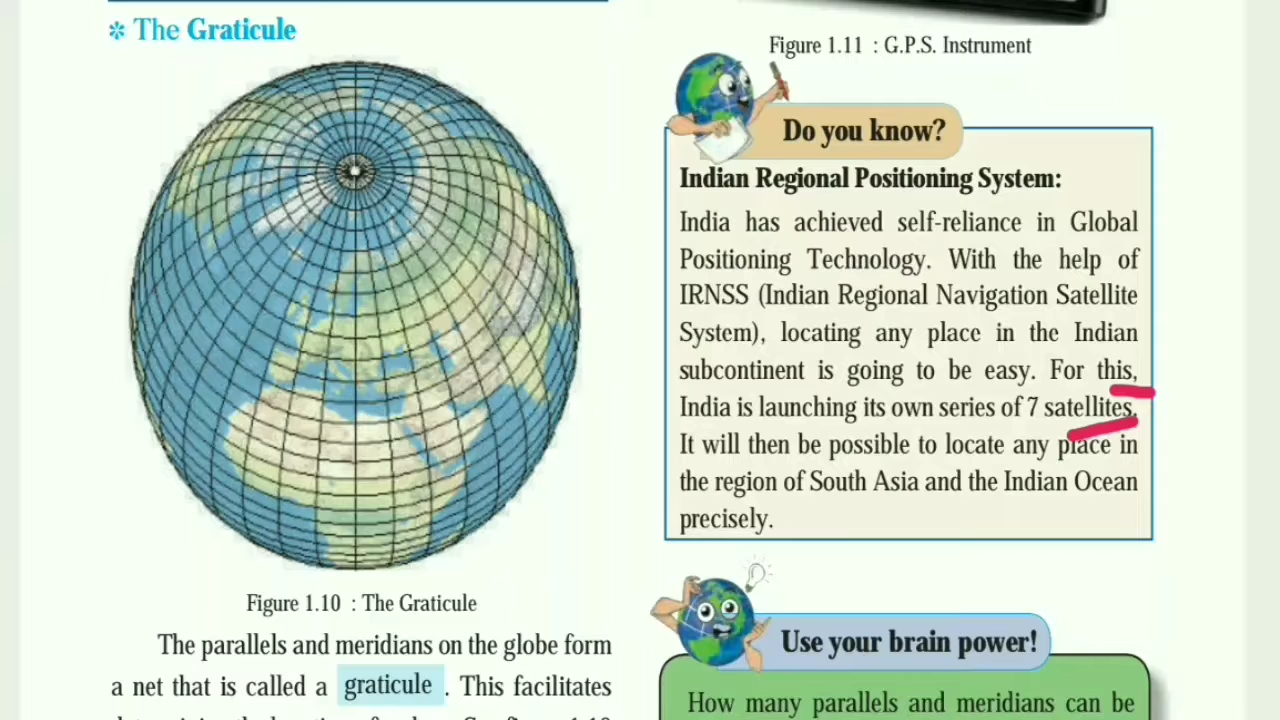 * The Graticule
Figure 1.10 : The Graticule
The parallels and meridians on the globe form
a net that is called a graticule . This facilitates
Figure 1.11 : G.P.S. Instrument
Do you know?
Indian Regional Positioning System:
India has achieved self-reliance in Global
Positioning Technology. With the help of
IRNSS (Indian Regional Navigation Satellite
System), locating any place in the Indian
subcontinent is going to be easy. For this,
India is launching its own series of 7 satellites.
It will then be possible to locate any place in
the region of South Asia and the Indian Ocean
precisely.
Use your brain power!
How many parallels and meridians can be